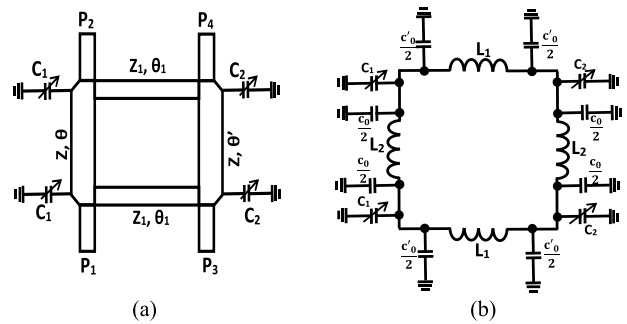 P₂ P₄
C₁ Z₁, θ₁ C₂
Z, θ Z, θ'
C₁ Z₁, θ₁ C₂
P₁ P₃
(a)
c'₀/2 L₁ c'₀/2
C₁ C₂
c₀/2 c₀/2
L₂ L₂
c₀/2 c₀/2
C₁ C₂
c'₀/2 L₁ c'₀/2
(b)